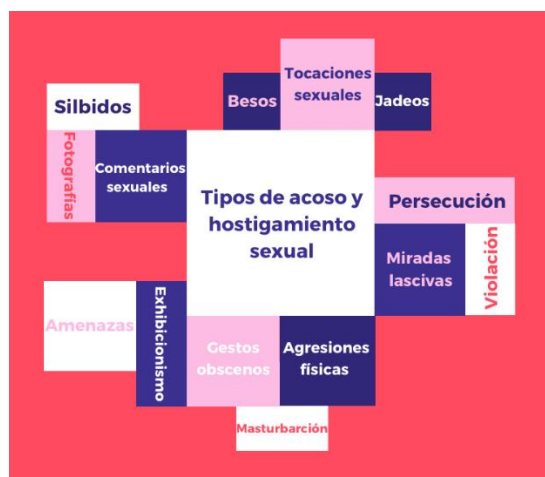 Tocaciones
sexuales
Besos
Jadeos
Silbidos
Fotografías
Comentarios
sexuales
Tipos de acoso y
hostigamiento
sexual
Persecución
Miradas
lascivas
Violación
Amenazas
Exhibicionismo
Gestos
obscenos
Agresiones
físicas
Masturbarción